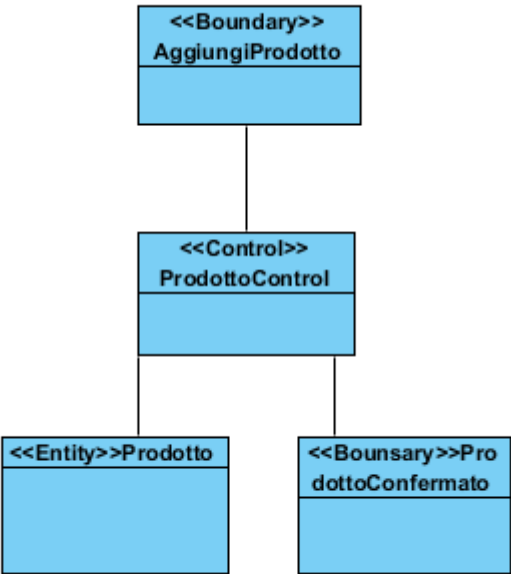 <<Boundary>>
AggiungiProdotto
<<Control>>
ProdottoControl
<<Entity>>Prodotto
<<Bounsary>>Pro
dottoConfermato